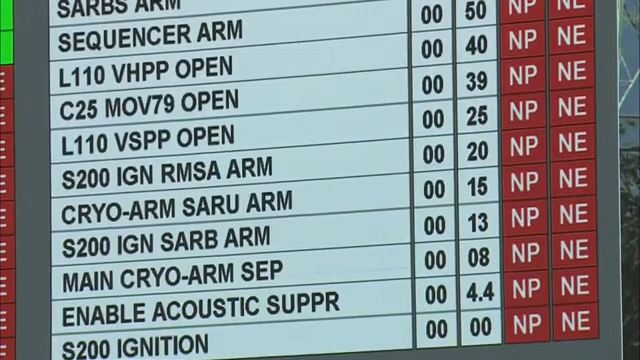 SARBS ARM
SEQUENCER ARM 00 50 NP NE
L110 VHPP OPEN 00 40 NP NE
C25 MOV79 OPEN 00 39 NP NE
L110 VSPP OPEN 00 25 NP NE
S200 IGN RMSA ARM 00 20 NP NE
CRYO-ARM SARU ARM 00 15 NP NE
S200 IGN SARB ARM 00 13 NP NE
MAIN CRYO-ARM SEP 00 08 NP NE
ENABLE ACOUSTIC SUPPR 00 4.4 NP NE
S200 IGNITION 00 00 NP NE